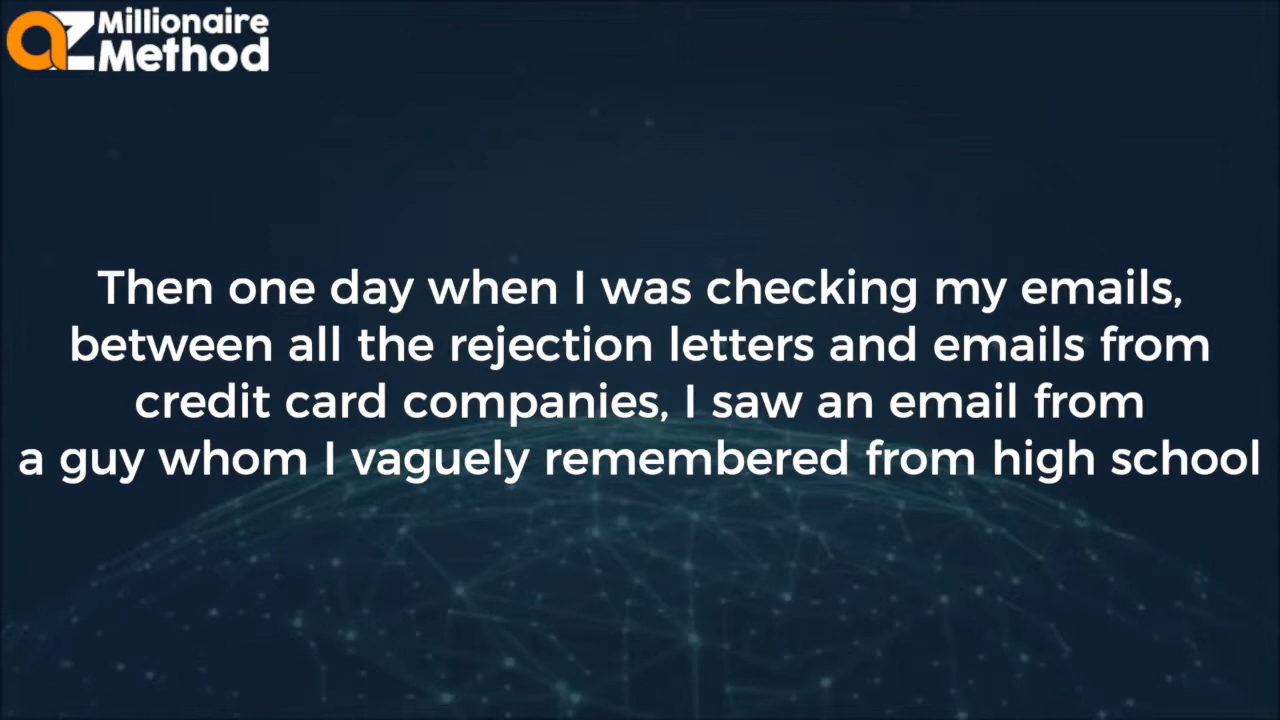 aZ Millionaire
Method
Then one day when I was checking my emails,
between all the rejection letters and emails from
credit card companies, I saw an email from
a guy whom I vaguely remembered from high school